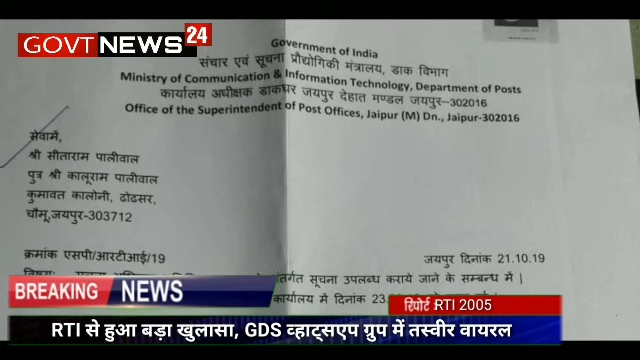 GOVT NEWS 24
Government of India
संचार एवं सूचना प्रौद्योगिकी मंत्रालय, डाक विभाग
Ministry of Communication & Information Technology, Department of Posts
कार्यालय अधीक्षक डाकघर जयपुर देहात मण्डल जयपुर-302016
Office of the Superintendent of Post Offices, Jaipur (M) Dn., Jaipur-302016
सेवामें,
श्री सीताराम पालीवाल
पुत्र श्री कालूराम पालीवाल
कुमावत कालोनी, ढोढसर,
चौमू,जयपुर-303712
क्रमांक एसपी/आरटीआई/19
जयपुर दिनांक 21.10.19
सूचना उपलब्ध कराये जाने के सम्बन्ध में |
कार्यालय में दिनांक
BREAKING NEWS
रिपोर्ट RTI 2005
RTI से हुआ बड़ा खुलासा, GDS व्हाट्सएप ग्रुप में तस्वीर वायरल